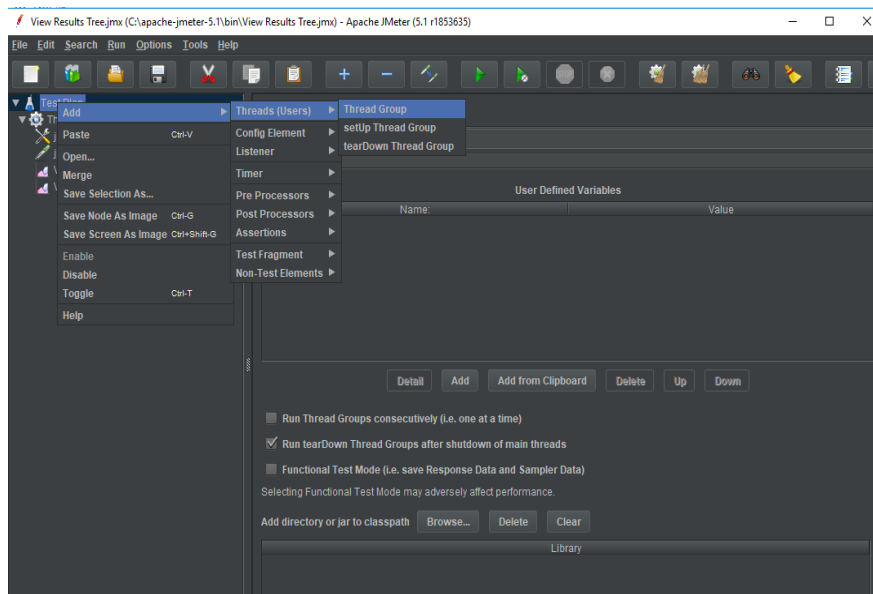 View Results Tree.jmx (C:\apache-jmeter-5.1\bin\View Results Tree.jmx) - Apache JMeter (5.1 r1853635)
File Edit Search Run Options Tools Help
Test Plan
Th
Add
Paste Ctrl-V
Open...
Merge
Save Selection As...
Save Node As Image Ctrl-G
Save Screen As Image Ctrl+Shift-G
Enable
Disable
Toggle Ctrl-T
Help
Threads (Users)
Config Element
Listener
Timer
Pre Processors
Post Processors
Assertions
Test Fragment
Non-Test Elements
Thread Group
setUp Thread Group
tearDown Thread Group
User Defined Variables
Name: Value
Detail Add Add from Clipboard Delete Up Down
Run Thread Groups consecutively (i.e. one at a time)
Run tearDown Thread Groups after shutdown of main threads
Functional Test Mode (i.e. save Response Data and Sampler Data)
Selecting Functional Test Mode may adversely affect performance.
Add directory or jar to classpath Browse... Delete Clear
Library